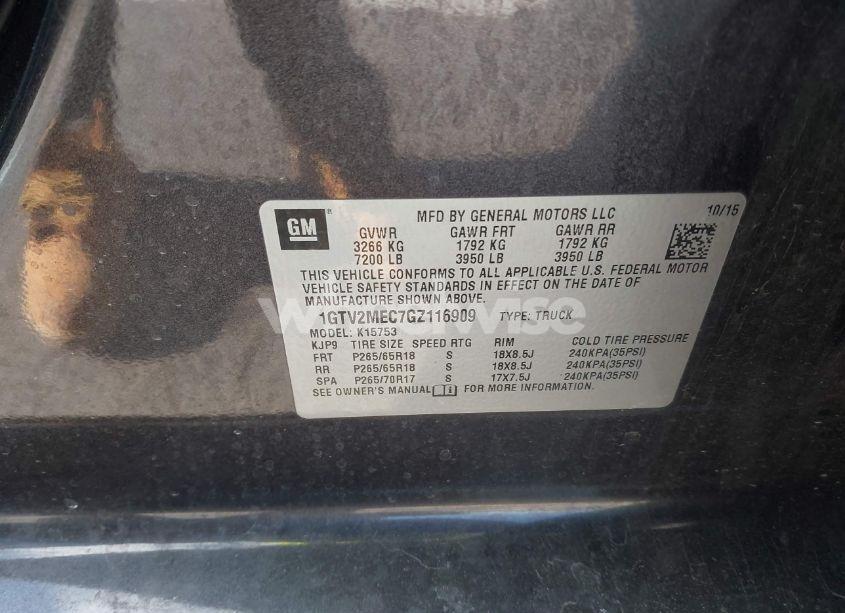 GM
®
MFD BY GENERAL MOTORS LLC
10/15
GVWR GAWR FRT GAWR RR
3266 KG 1792 KG 1792 KG
7200 LB 3950 LB 3950 LB
THIS VEHICLE CONFORMS TO ALL APPLICABLE U.S. FEDERAL MOTOR
VEHICLE SAFETY STANDARDS IN EFFECT ON THE DATE OF
MANUFACTURE SHOWN ABOVE.
1GTV2MEC7GZ116909 TYPE: TRUCK
MODEL: K15753
KJP9 TIRE SIZE SPEED RTG RIM COLD TIRE PRESSURE
FRT P265/65R18 S 18X8.5J 240KPA(35PSI)
RR P265/65R18 S 18X8.5J 240KPA(35PSI)
SPA P265/70R17 S 17X7.5J 240KPA(35PSI)
SEE OWNER'S MANUAL FOR MORE INFORMATION.